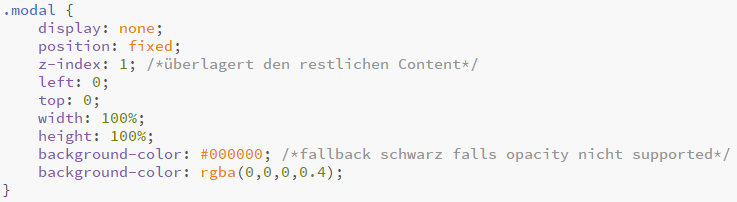 .modal {
    display: none;
    position: fixed;
    z-index: 1; /*überlagert den restlichen Content*/
    left: 0;
    top: 0;
    width: 100%;
    height: 100%;
    background-color: #000000; /*fallback schwarz falls opacity nicht supported*/
    background-color: rgba(0,0,0,0.4);
}